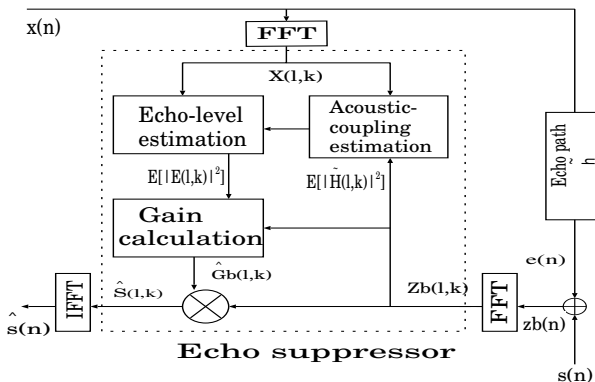 x(n)
FFT
X(l,k)
Echo-level
estimation
Acoustic-
coupling
estimation
Echo path
h̃
E[|E(l,k)|²]
E[|H̃(l,k)|²]
Gain
calculation
e(n)
Ĝb(l,k)
Ŝ(l,k)
Zb(l,k)
IFFT
FFT
ŝ(n)
zb(n)
Echo suppressor
s(n)